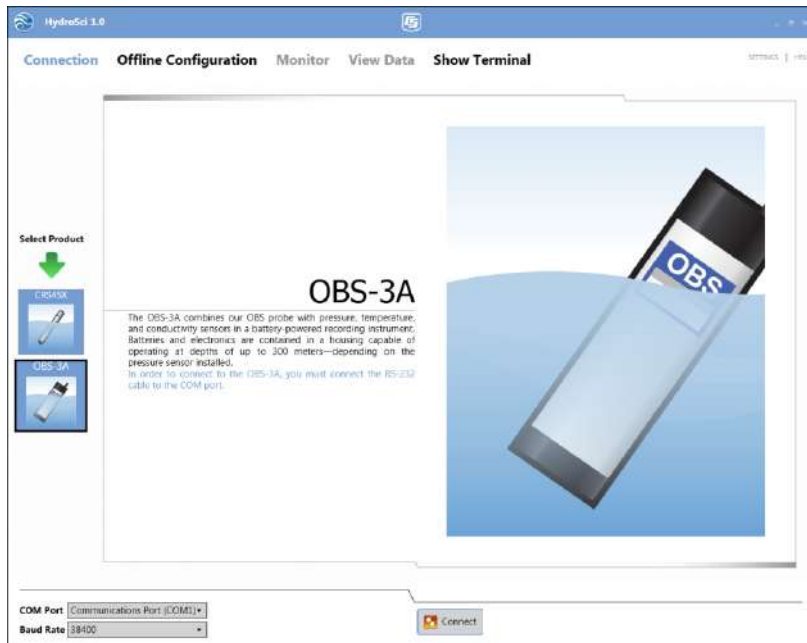 HydroSci 1.0
Connection Offline Configuration Monitor View Data Show Terminal
SETTINGS |
Select Product
CRS45X
OBS-3A
OBS-3A
The OBS-3A combines our OBS probe with pressure, temperature,
and conductivity sensors in a battery-powered recording instrument.
Batteries and electronics are contained in a housing capable of
operating at depths of up to 300 meters—depending on the
pressure sensor installed.
In order to connect to the OBS-3A, you must connect the RS-232
cable to the COM port.
OBS
COM Port Communications Port (COM1)
Baud Rate 38400
Connect